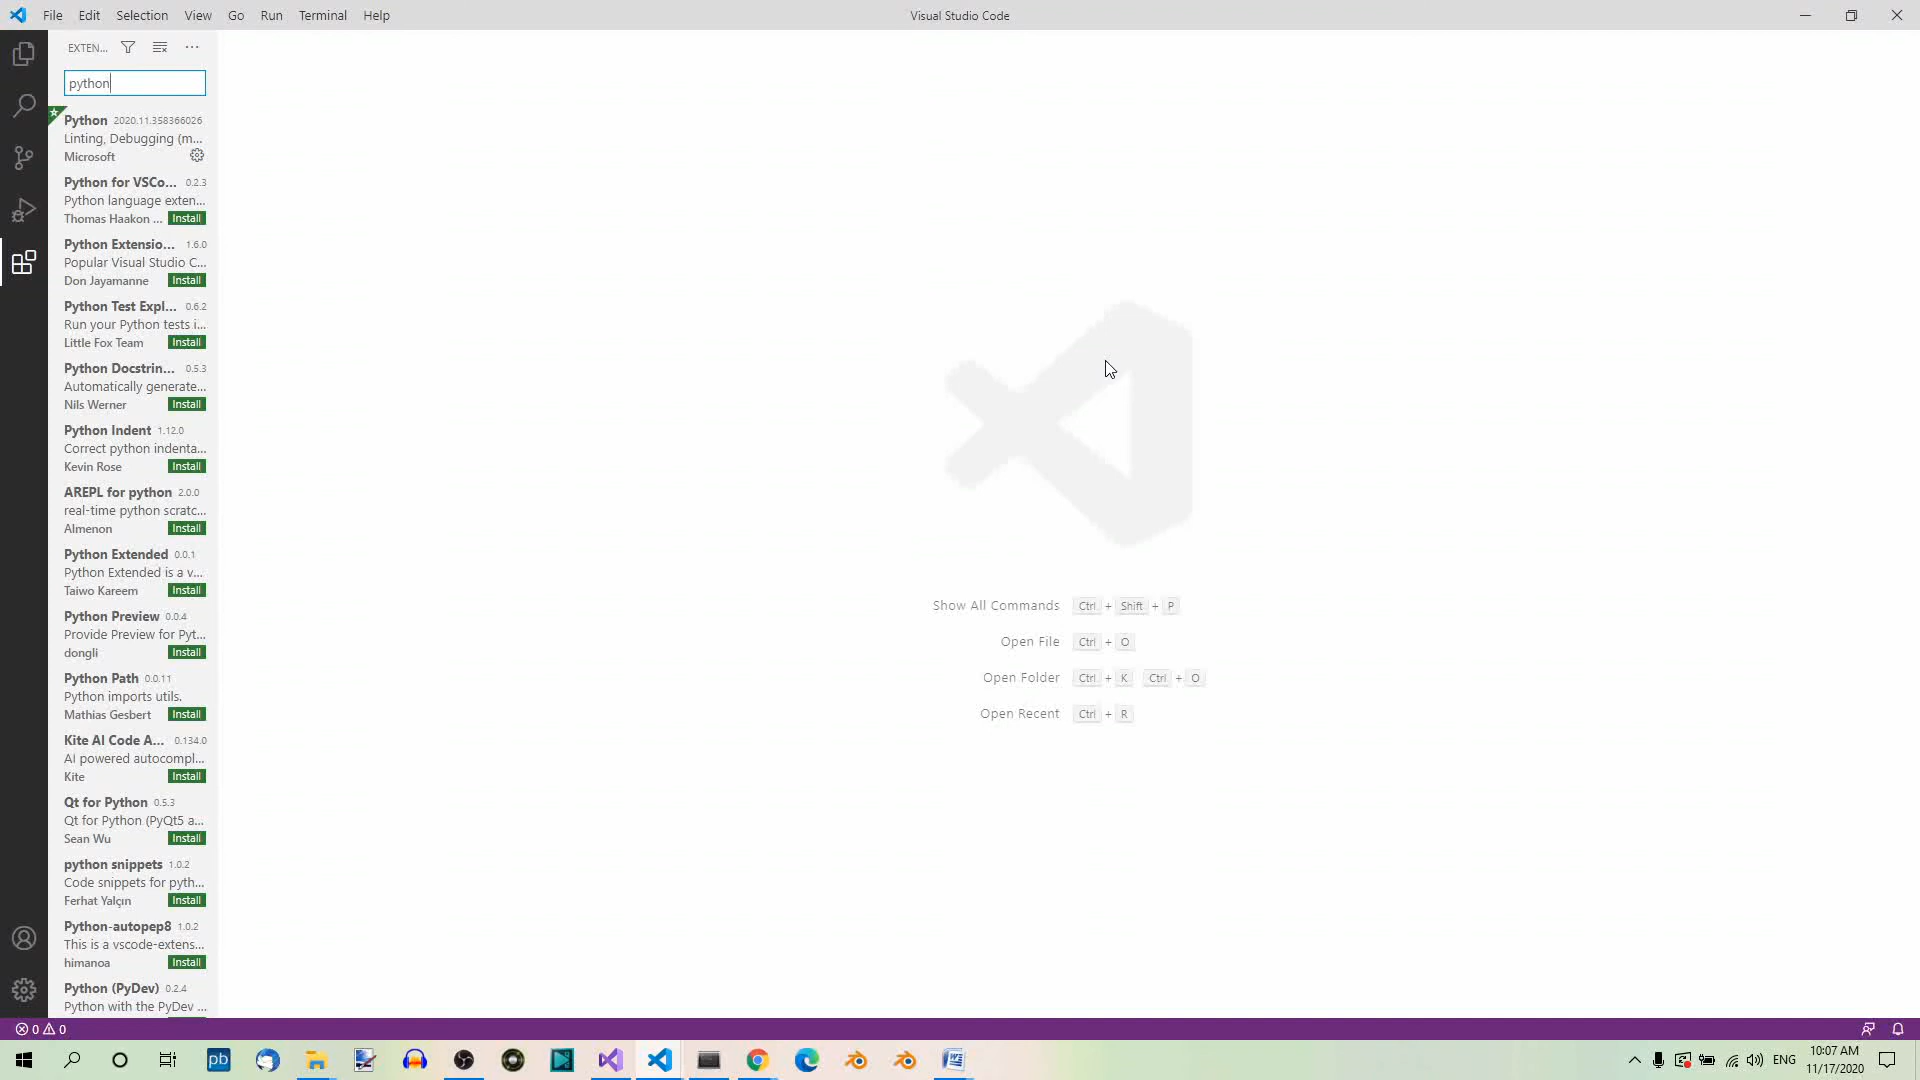 File Edit Selection View Go Run Terminal Help
Visual Studio Code
EXTEN...
python
Python 2020.11.358366026
Linting, Debugging (m...
Microsoft
Python for VSCo... 0.2.3
Python language exten...
Thomas Haakon ... Install
Python Extensio... 1.6.0
Popular Visual Studio C...
Don Jayamanne Install
Python Test Expl... 0.6.2
Run your Python tests i...
Little Fox Team Install
Python Docstrin... 0.5.3
Automatically generate...
Nils Werner Install
Python Indent 1.12.0
Correct python indenta...
Kevin Rose Install
AREPL for python 2.0.0
real-time python scratc...
Almenon Install
Python Extended 0.0.1
Python Extended is a v...
Taiwo Kareem Install
Python Preview 0.0.4
Provide Preview for Pyt...
dongli Install
Python Path 0.0.11
Python imports utils.
Mathias Gesbert Install
Kite AI Code A... 0.134.0
AI powered autocompl...
Kite Install
Qt for Python 0.5.3
Qt for Python (PyQt5 a...
Sean Wu Install
python snippets 1.0.2
Code snippets for pyth...
Ferhat Yalçın Install
Python-autopep8 1.0.2
This is a vscode-extens...
himanoa Install
Python (PyDev) 0.2.4
Python with the PyDev ...
Show All Commands Ctrl + Shift + P
Open File Ctrl + O
Open Folder Ctrl + K Ctrl + O
Open Recent Ctrl + R
0 0
pb
ENG
10:07 AM
11/17/2020